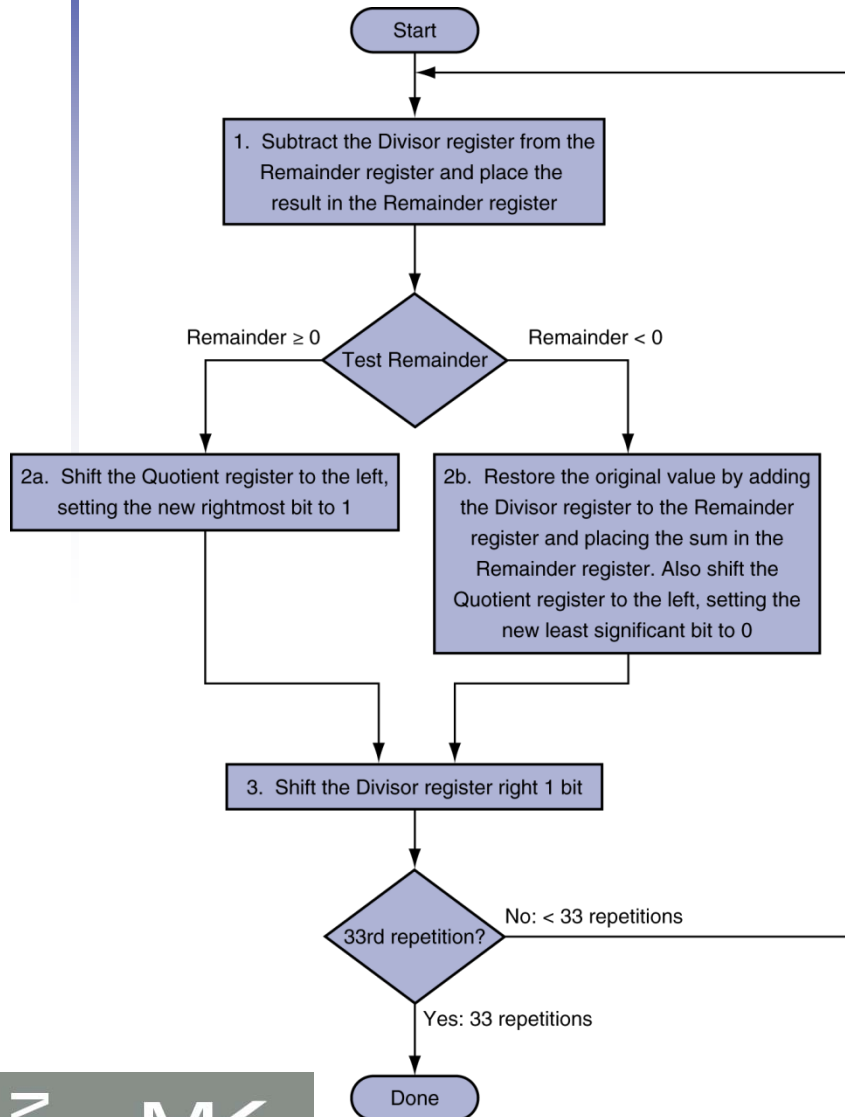 Start
1. Subtract the Divisor register from the
Remainder register and place the
result in the Remainder register
Remainder ≥ 0
Test Remainder
Remainder < 0
2a. Shift the Quotient register to the left,
setting the new rightmost bit to 1
2b. Restore the original value by adding
the Divisor register to the Remainder
register and placing the sum in the
Remainder register. Also shift the
Quotient register to the left, setting the
new least significant bit to 0
3. Shift the Divisor register right 1 bit
33rd repetition?
No: < 33 repetitions
Yes: 33 repetitions
Done